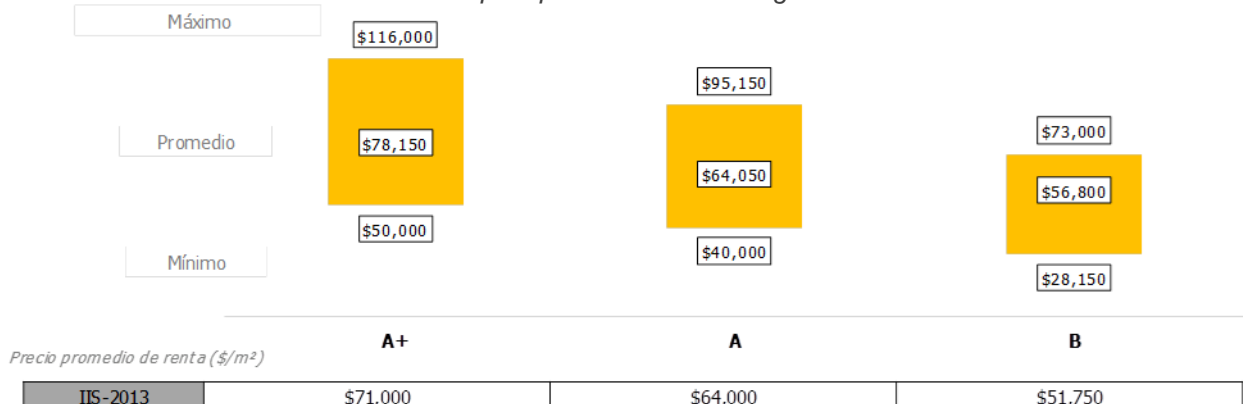 Máximo
$116,000
$95,150
$73,000
Promedio
$78,150
$64,050
$56,800
$50,000
$40,000
Mínimo
$28,150
A+ A B
Precio promedio de renta ($/m²)
IIS-2013 $71,000 $64,000 $51,750